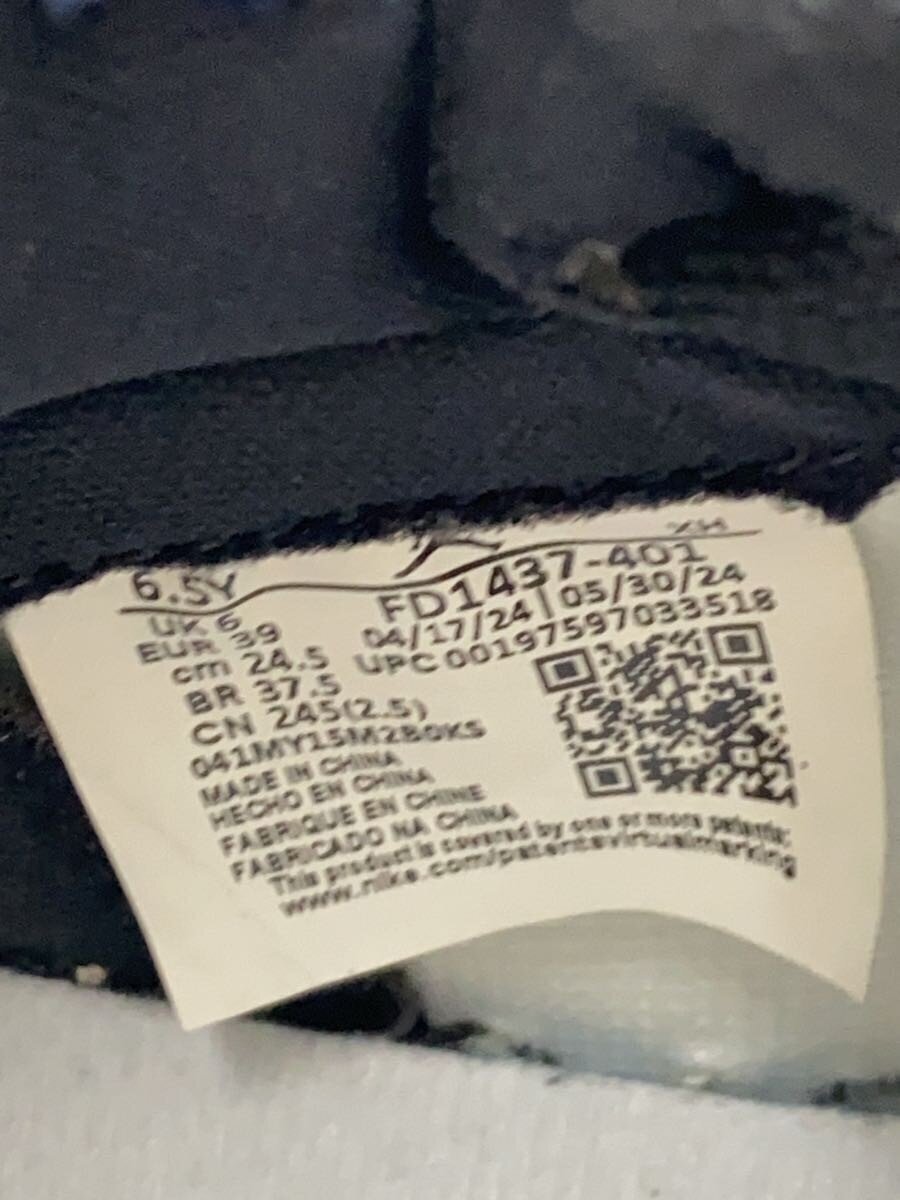 XH
6.5Y
FD1437-401
UK 6
04/17/24 | 05/30/24
EUR 39
UPC 00197597033518
cm 24.5
BR 37.5
CN 245(2.5)
041MY15M2B0KS
MADE IN CHINA
HECHO EN CHINA
FABRIQUE EN CHINE
FABRICADO NA CHINA
This product is covered by one or more patents:
www.nike.com/patentsvirtualmarking